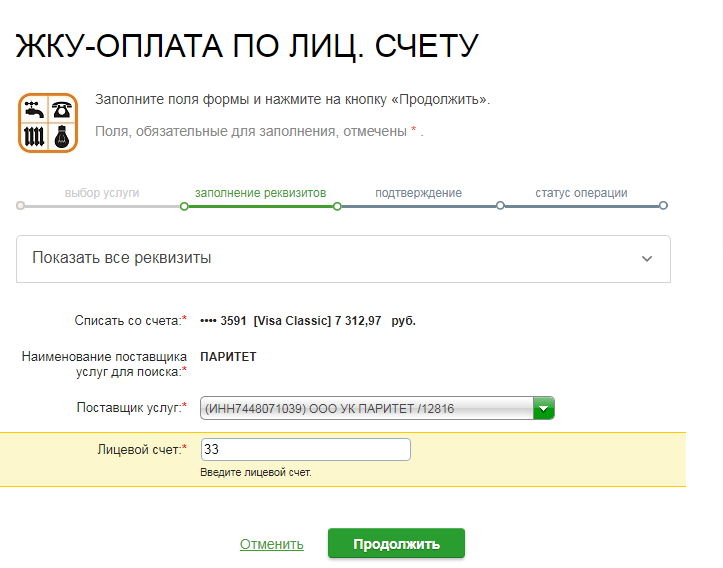 ЖКУ-ОПЛАТА ПО ЛИЦ. СЧЕТУ
Заполните поля формы и нажмите на кнопку «Продолжить».
Поля, обязательные для заполнения, отмечены * .
выбор услуги заполнение реквизитов подтверждение статус операции
Показать все реквизиты
Списать со счета:* •••• 3591 [Visa Classic] 7 312,97 руб.
Наименование поставщика ПАРИТЕТ
услуг для поиска:*
Поставщик услуг:* (ИНН7448071039) ООО УК ПАРИТЕТ /12816
Лицевой счет:* 33
Введите лицевой счет.
Отменить Продолжить